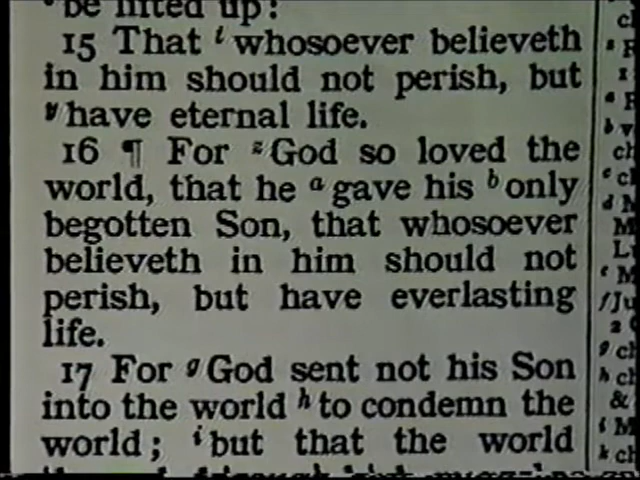 be lifted up:
15 That i whosoever believeth
in him should not perish, but
y have eternal life.
16 ¶ For z God so loved the
world, that he a gave his b only
begotten Son, that whosoever
believeth in him should not
perish, but have everlasting
life.
17 For g God sent not his Son
into the world h to condemn the
world; i but that the world